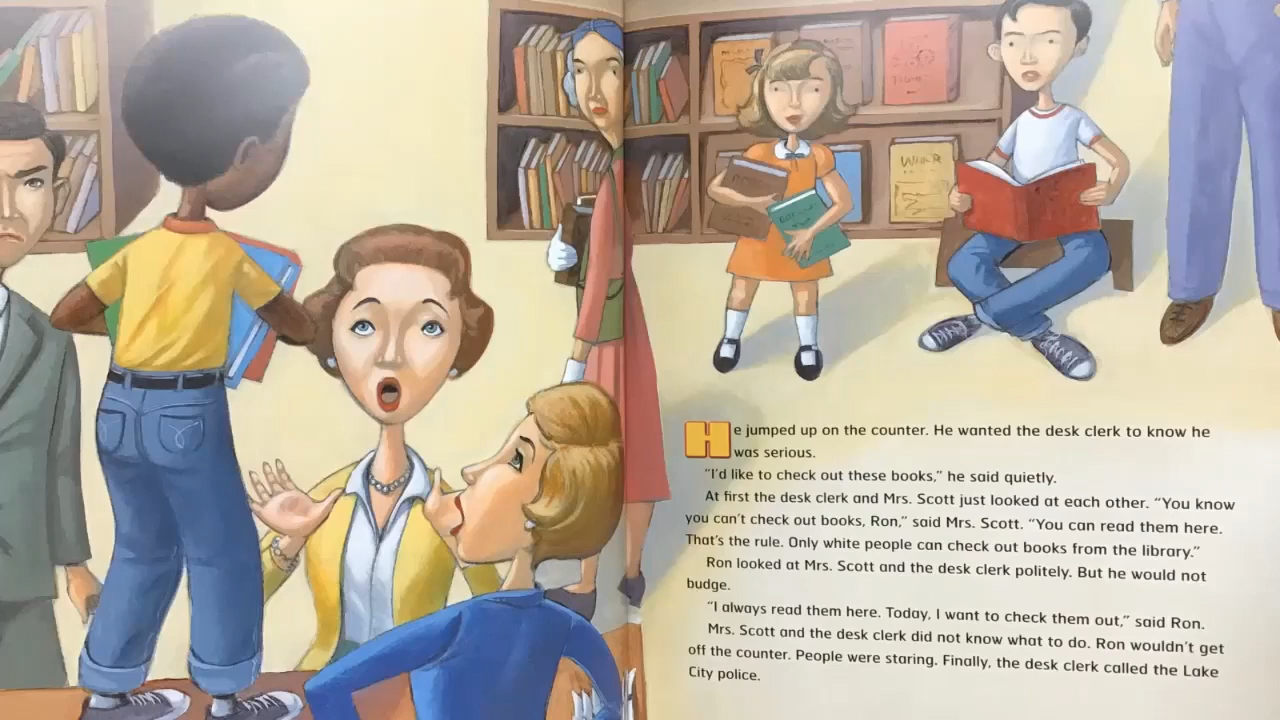 He jumped up on the counter. He wanted the desk clerk to know he
was serious.
"I'd like to check out these books," he said quietly.
At first the desk clerk and Mrs. Scott just looked at each other. "You know
you can't check out books, Ron," said Mrs. Scott. "You can read them here.
That's the rule. Only white people can check out books from the library."
Ron looked at Mrs. Scott and the desk clerk politely. But he would not
budge.
"I always read them here. Today, I want to check them out," said Ron.
Mrs. Scott and the desk clerk did not know what to do. Ron wouldn't get
off the counter. People were staring. Finally, the desk clerk called the Lake
City police.